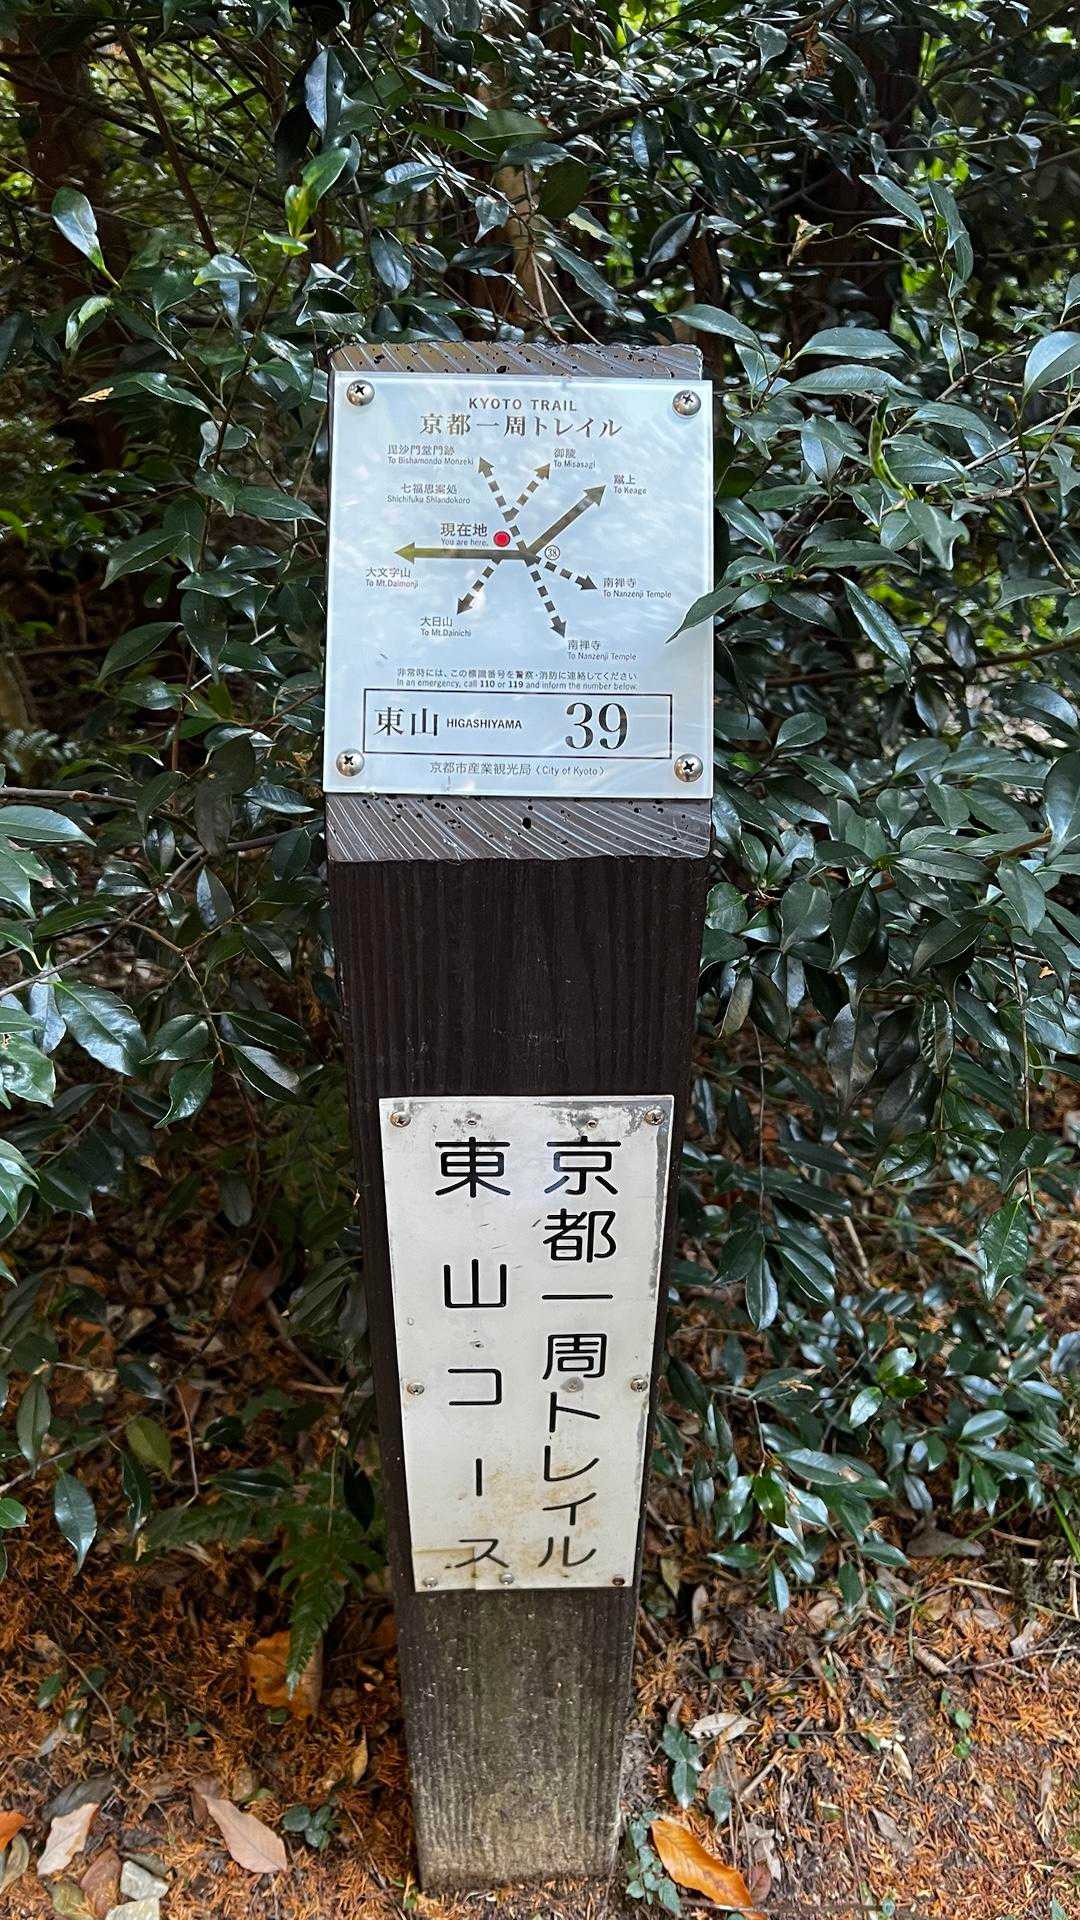 KYOTO TRAIL
京都一周トレイル
毘沙門堂門跡
To Bishamondo Monzeki
御陵
To Misasagi
七福思案処
Shichifuku Shiandokoro
蹴上
To Keage
現在地
You are here.
38
大文字山
To Mt.Daimonji
南禅寺
To Nanzenji Temple
大日山
To Mt.Dainichi
南禅寺
To Nanzenji Temple
非常時には、この標識番号を警察・消防に連絡してください
In an emergency, call 110 or 119 and inform the number below.
東山 HIGASHIYAMA 39
京都市産業観光局〈City of Kyoto〉
京都一周トレイル
東山コース